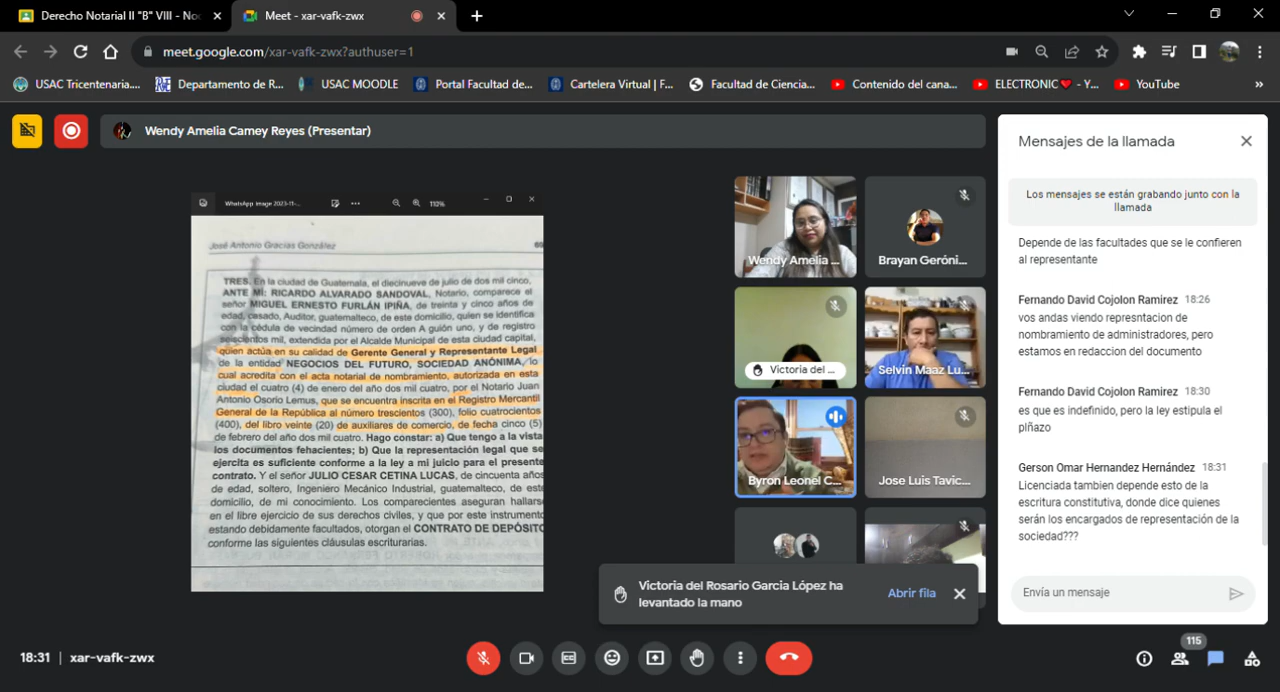 Derecho Notarial II "B" VIII - No
Meet - xar-vafk-zwx
meet.google.com/xar-vafk-zwx?authuser=1
USAC Tricentenaria....
Departamento de R...
USAC MOODLE
Portal Facultad de...
Cartelera Virtual | F...
Facultad de Ciencia...
Contenido del cana...
ELECTRONIC❤ - Y...
YouTube
»
Wendy Amelia Camey Reyes (Presentar)
WhatsApp Image 2023-11-...
110%
José Antonio Gracias González
69
TRES. En la ciudad de Guatemala, el diecinueve de julio de dos mil cinco,
ANTE MÍ: RICARDO ALVARADO SANDOVAL, Notario, comparece el
señor MIGUEL ERNESTO FURLÁN IPIÑA, de treinta y cinco años de
edad, casado, Auditor, guatemalteco, de este domicilio, quien se identifica
con la cédula de vecindad número de orden A guión uno, y de registro
seiscientos mil, extendida por el Alcalde Municipal de esta ciudad capital,
quien actúa en su calidad de Gerente General y Representante Legal
de la entidad NEGOCIOS DEL FUTURO, SOCIEDAD ANÓNIMA, lo
cual acredita con el acta notarial de nombramiento, autorizada en esta
ciudad el cuatro (4) de enero del año dos mil cuatro, por el Notario Juan
Antonio Osorio Lemus, que se encuentra inscrita en el Registro Mercantil
General de la República al número trescientos (300), folio cuatrocientos
(400), del libro veinte (20) de auxiliares de comercio, de fecha cinco (5)
de febrero del año dos mil cuatro. Hago constar: a) Que tengo a la vista
los documentos fehacientes; b) Que la representación legal que se
ejercita es suficiente conforme a la ley a mi juicio para el presente
contrato. Y el señor JULIO CESAR CETINA LUCAS, de cincuenta años
de edad, soltero, Ingeniero Mecánico Industrial, guatemalteco, de este
domicilio, de mi conocimiento. Los comparecientes aseguran hallarse
en el libre ejercicio de sus derechos civiles, y que por este instrumento
estando debidamente facultados, otorgan el CONTRATO DE DEPÓSITO
conforme las siguientes cláusulas escriturarias.
Wendy Amelia ...
Brayan Geróni...
Victoria del ...
Selvin Maaz Lu...
Byron Leonel C...
Jose Luis Tavic...
Victoria del Rosario Garcia López ha
levantado la mano
Abrir fila
Mensajes de la llamada
Los mensajes se están grabando junto con la
llamada
Depende de las facultades que se le confieren
al representante
Fernando David Cojolon Ramirez 18:26
vos andas viendo represntacion de
nombramiento de administradores, pero
estamos en redaccion del documento
Fernando David Cojolon Ramirez 18:30
es que es indefinido, pero la ley estipula el
plñazo
Gerson Omar Hernandez Hernández 18:31
Licenciada tambien depende esto de la
escritura constitutiva, donde dice quienes
serán los encargados de representación de la
sociedad???
Envía un mensaje
18:31 | xar-vafk-zwx
115